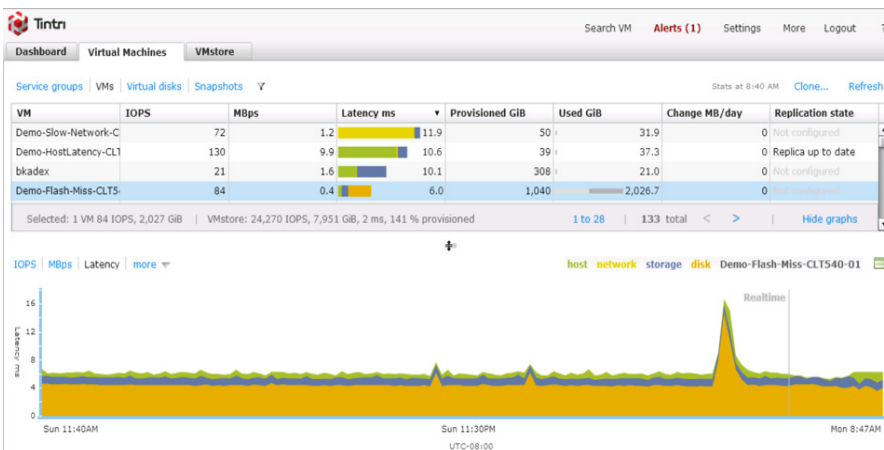 Tintri
Search VM Alerts (1) Settings More Logout ?
Dashboard Virtual Machines VMstore
Service groups VMs Virtual disks Snapshots Stats at 8:40 AM Clone... Refresh
VM IOPS MBps Latency ms Provisioned GiB Used GiB Change MB/day Replication state
Demo-Slow-Network-C 72 1.2 11.9 50 31.9 0 Not configured
Demo-HostLatency-CLT 130 9.9 10.6 39 37.3 0 Replica up to date
bkadex 21 1.6 10.1 308 21.0 0 Not configured
Demo-Flash-Miss-CLT5- 84 0.4 6.0 1,040 2,026.7 0 Not configured
Selected: 1 VM 84 IOPS, 2,027 GiB | VMstore: 24,270 IOPS, 7,951 GiB, 2 ms, 141 % provisioned 1 to 28 | 133 total < > | Hide graphs
IOPS MBps Latency more host network storage disk Demo-Flash-Miss-CLT540-01
Realtime
Latency ms
16
12
8
4
0
Sun 11:40AM Sun 11:30PM Mon 8:47AM
UTC-08:00